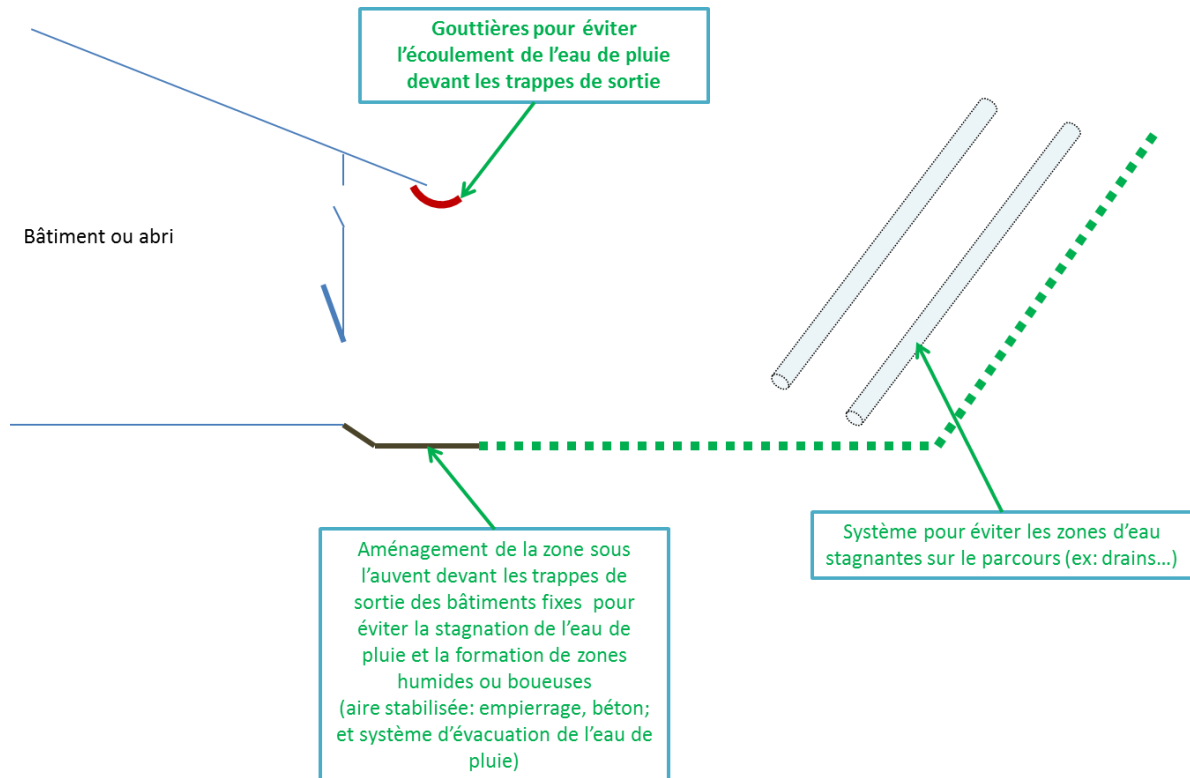 Gouttières pour éviter
l’écoulement de l’eau de pluie
devant les trappes de sortie
Bâtiment ou abri
Système pour éviter les zones d’eau
stagnantes sur le parcours (ex: drains…)
Aménagement de la zone sous
l’auvent devant les trappes de
sortie des bâtiments fixes  pour
éviter la stagnation de l’eau de
pluie et la formation de zones
humides ou boueuses
(aire stabilisée: empierrage, béton;
et système d’évacuation de l’eau de
pluie)